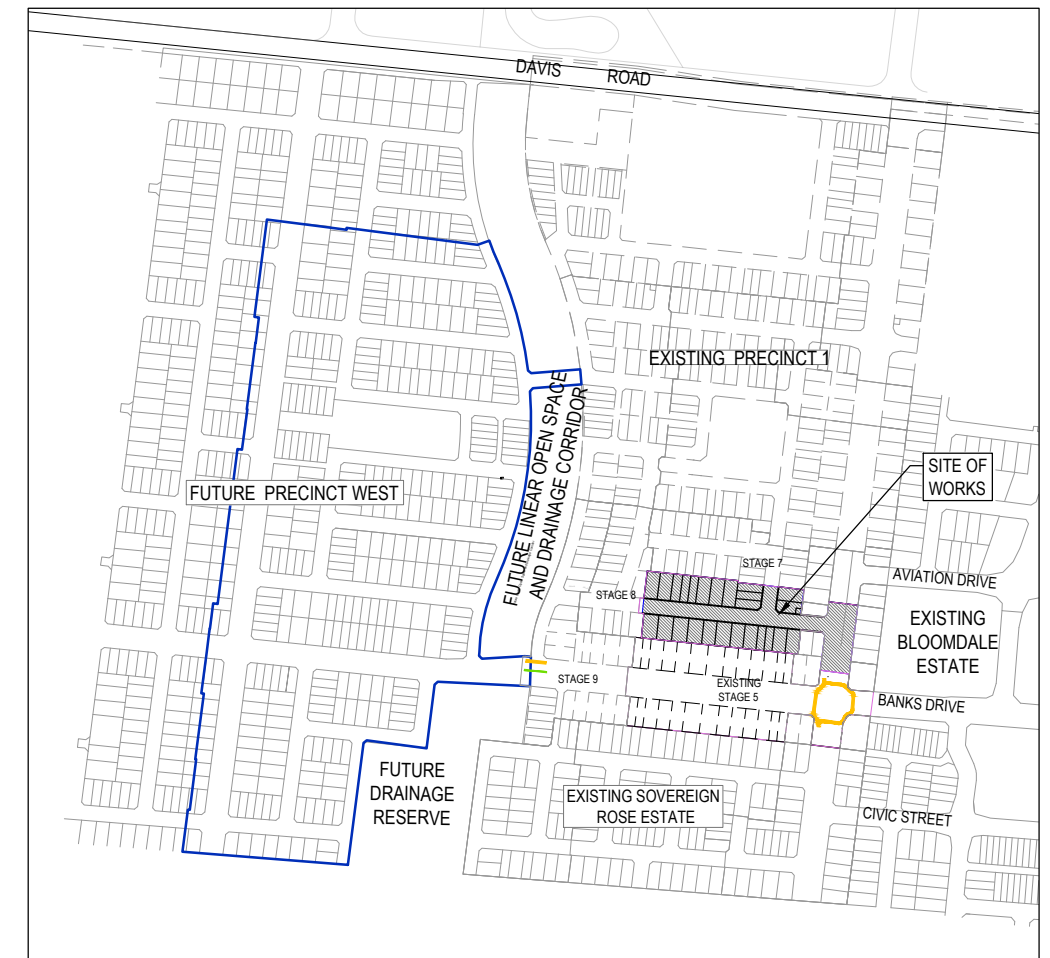 DAVIS ROAD
EXISTING PRECINCT 1
FUTURE LINEAR OPEN SPACE
AND DRAINAGE CORRIDOR
SITE OF
WORKS
FUTURE PRECINCT WEST
STAGE 7
AVIATION DRIVE
STAGE 8
EXISTING
BLOOMDALE
ESTATE
STAGE 9
EXISTING
STAGE 5
BANKS DRIVE
FUTURE
DRAINAGE
RESERVE
EXISTING SOVEREIGN
ROSE ESTATE
CIVIC STREET